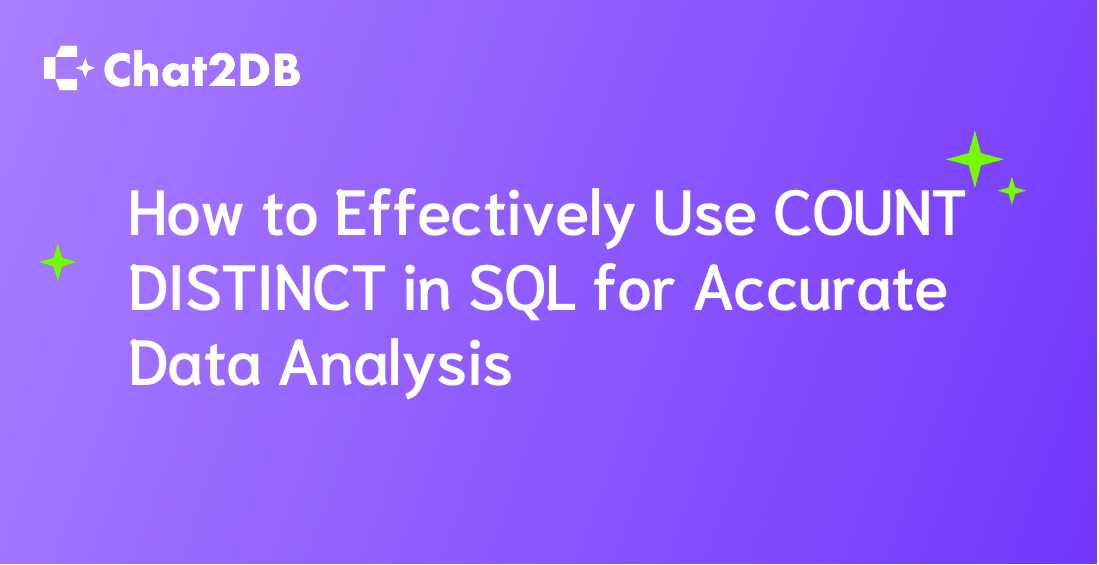 Chat2DB
How to Effectively Use COUNT
DISTINCT in SQL for Accurate
Data Analysis